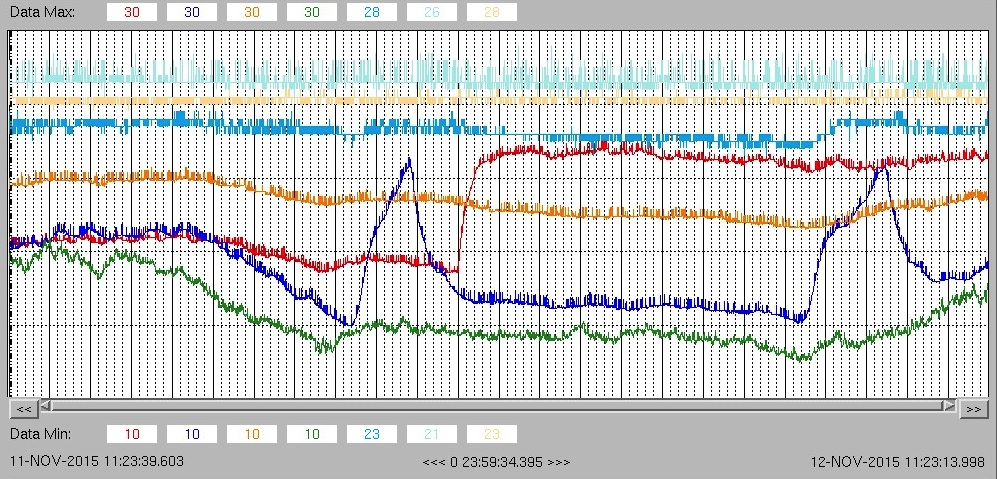 Data Max: 30 30 30 30 28 26 28
<< >>
Data Min: 10 10 10 10 23 21 23
11-NOV-2015 11:23:39.603 <<< 0 23:59:34.395 >>> 12-NOV-2015 11:23:13.998